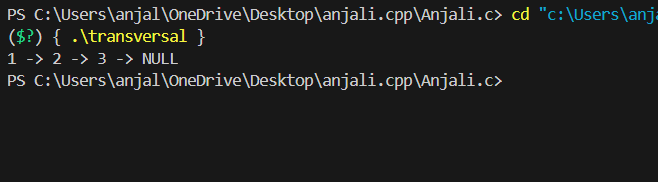 PS C:\Users\anjal\OneDrive\Desktop\anjali.cpp\Anjali.c> cd "c:\Users\anj
($?) { .\transversal }
1 -> 2 -> 3 -> NULL
PS C:\Users\anjal\OneDrive\Desktop\anjali.cpp\Anjali.c>